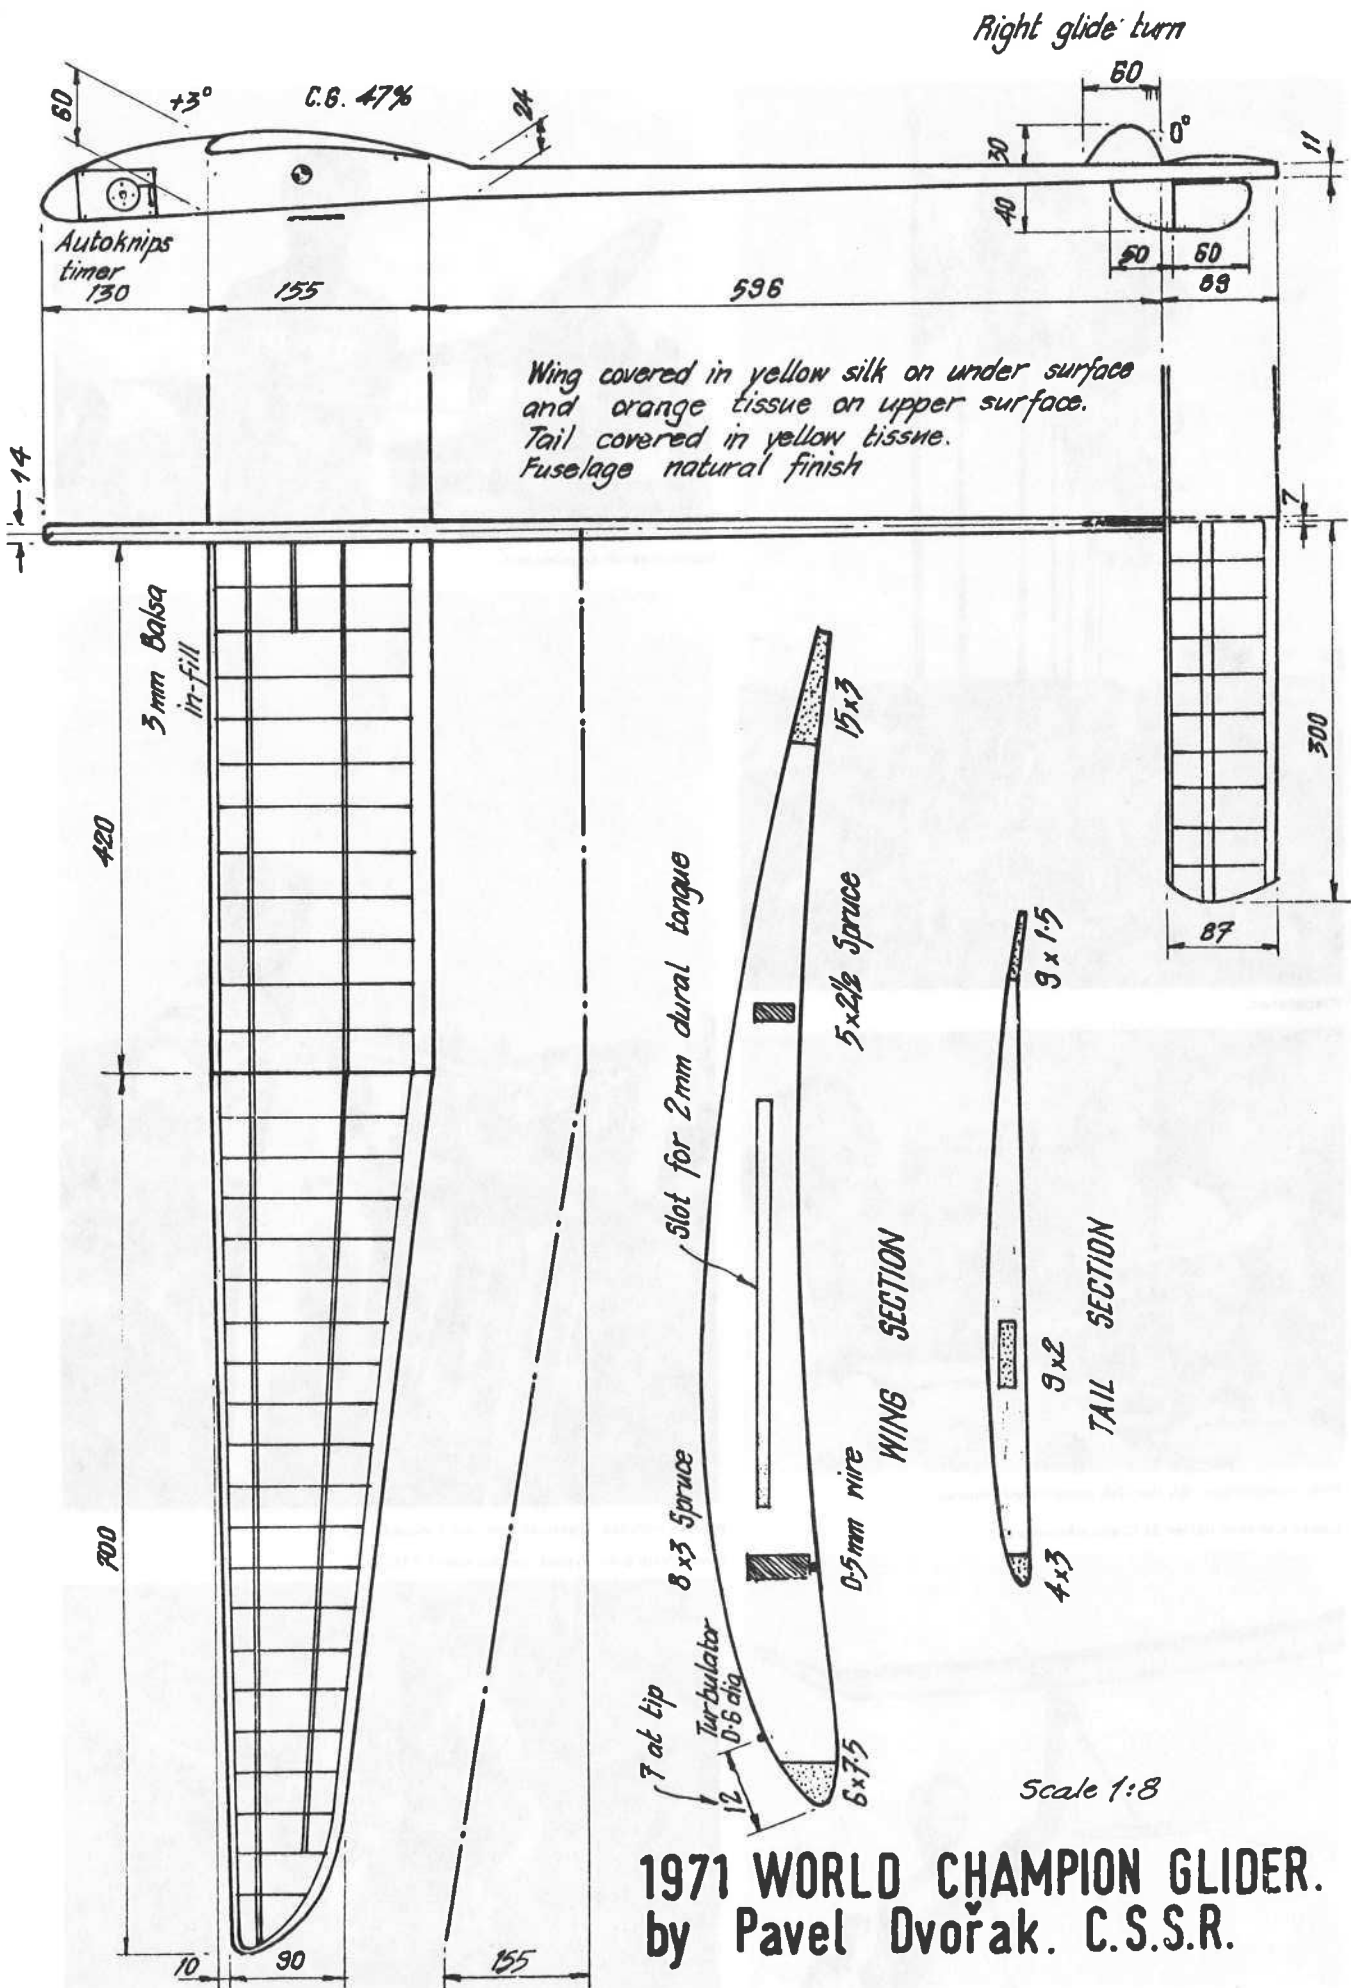 Right glide turn
60
60
+3°
C.G. 47%
24
30
0°
11
40
Autoknips
timer
50
60
130
155
596
89
Wing covered in yellow silk on under surface
and orange tissue on upper surface.
Tail covered in yellow tissue.
Fuselage natural finish
14
7
3mm Balsa
in-fill
420
300
87
15x3
Slot for 2mm dural tongue
5x2½ Spruce
9 x 1.5
WING SECTION
TAIL SECTION
9x2
8x3 Spruce
0.5mm wire
4x3
700
Turbulator
0.6 dia
7 at tip
12
6x7.5
Scale 1:8
1971 WORLD CHAMPION GLIDER.
by Pavel Dvořak. C.S.S.R.
10
90
155